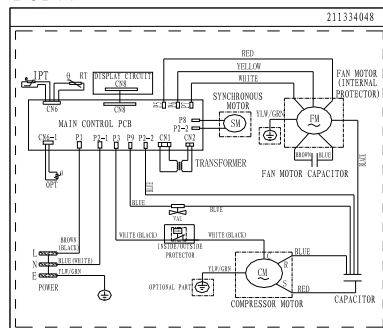 211334048
RED
YELLOW
WHITE
IPT
θ
RT
CN6
DISPLAY CIRCUIT
CN8
CN8
SYNCHRONOUS
MOTOR
P8
P2-2
SM
FAN MOTOR
(INTERNAL
PROTECTOR)
YLW/GRN
FM
BROWN
BLUE
BLACK
FAN MOTOR CAPACITOR
MAIN CONTROL PCB
CN6-1
P1
P2-1
P3
P9
P2-2
CN1
CN2
TRANSFORMER
OPT
BLUE
BLUE
BLUE
VAL
WHITE(BLACK)
WHITE(BLACK)
INSIDE/OUTSIDE
PROTECTOR
BROWN
(BLACK)
L
N
BLUE(WHITE)
E
YLW/GRN
POWER
YLW/GRN
OPTIONAL PART
CM
C
R
S
BLUE
RED
COMPRESSOR MOTOR
CAPACITOR